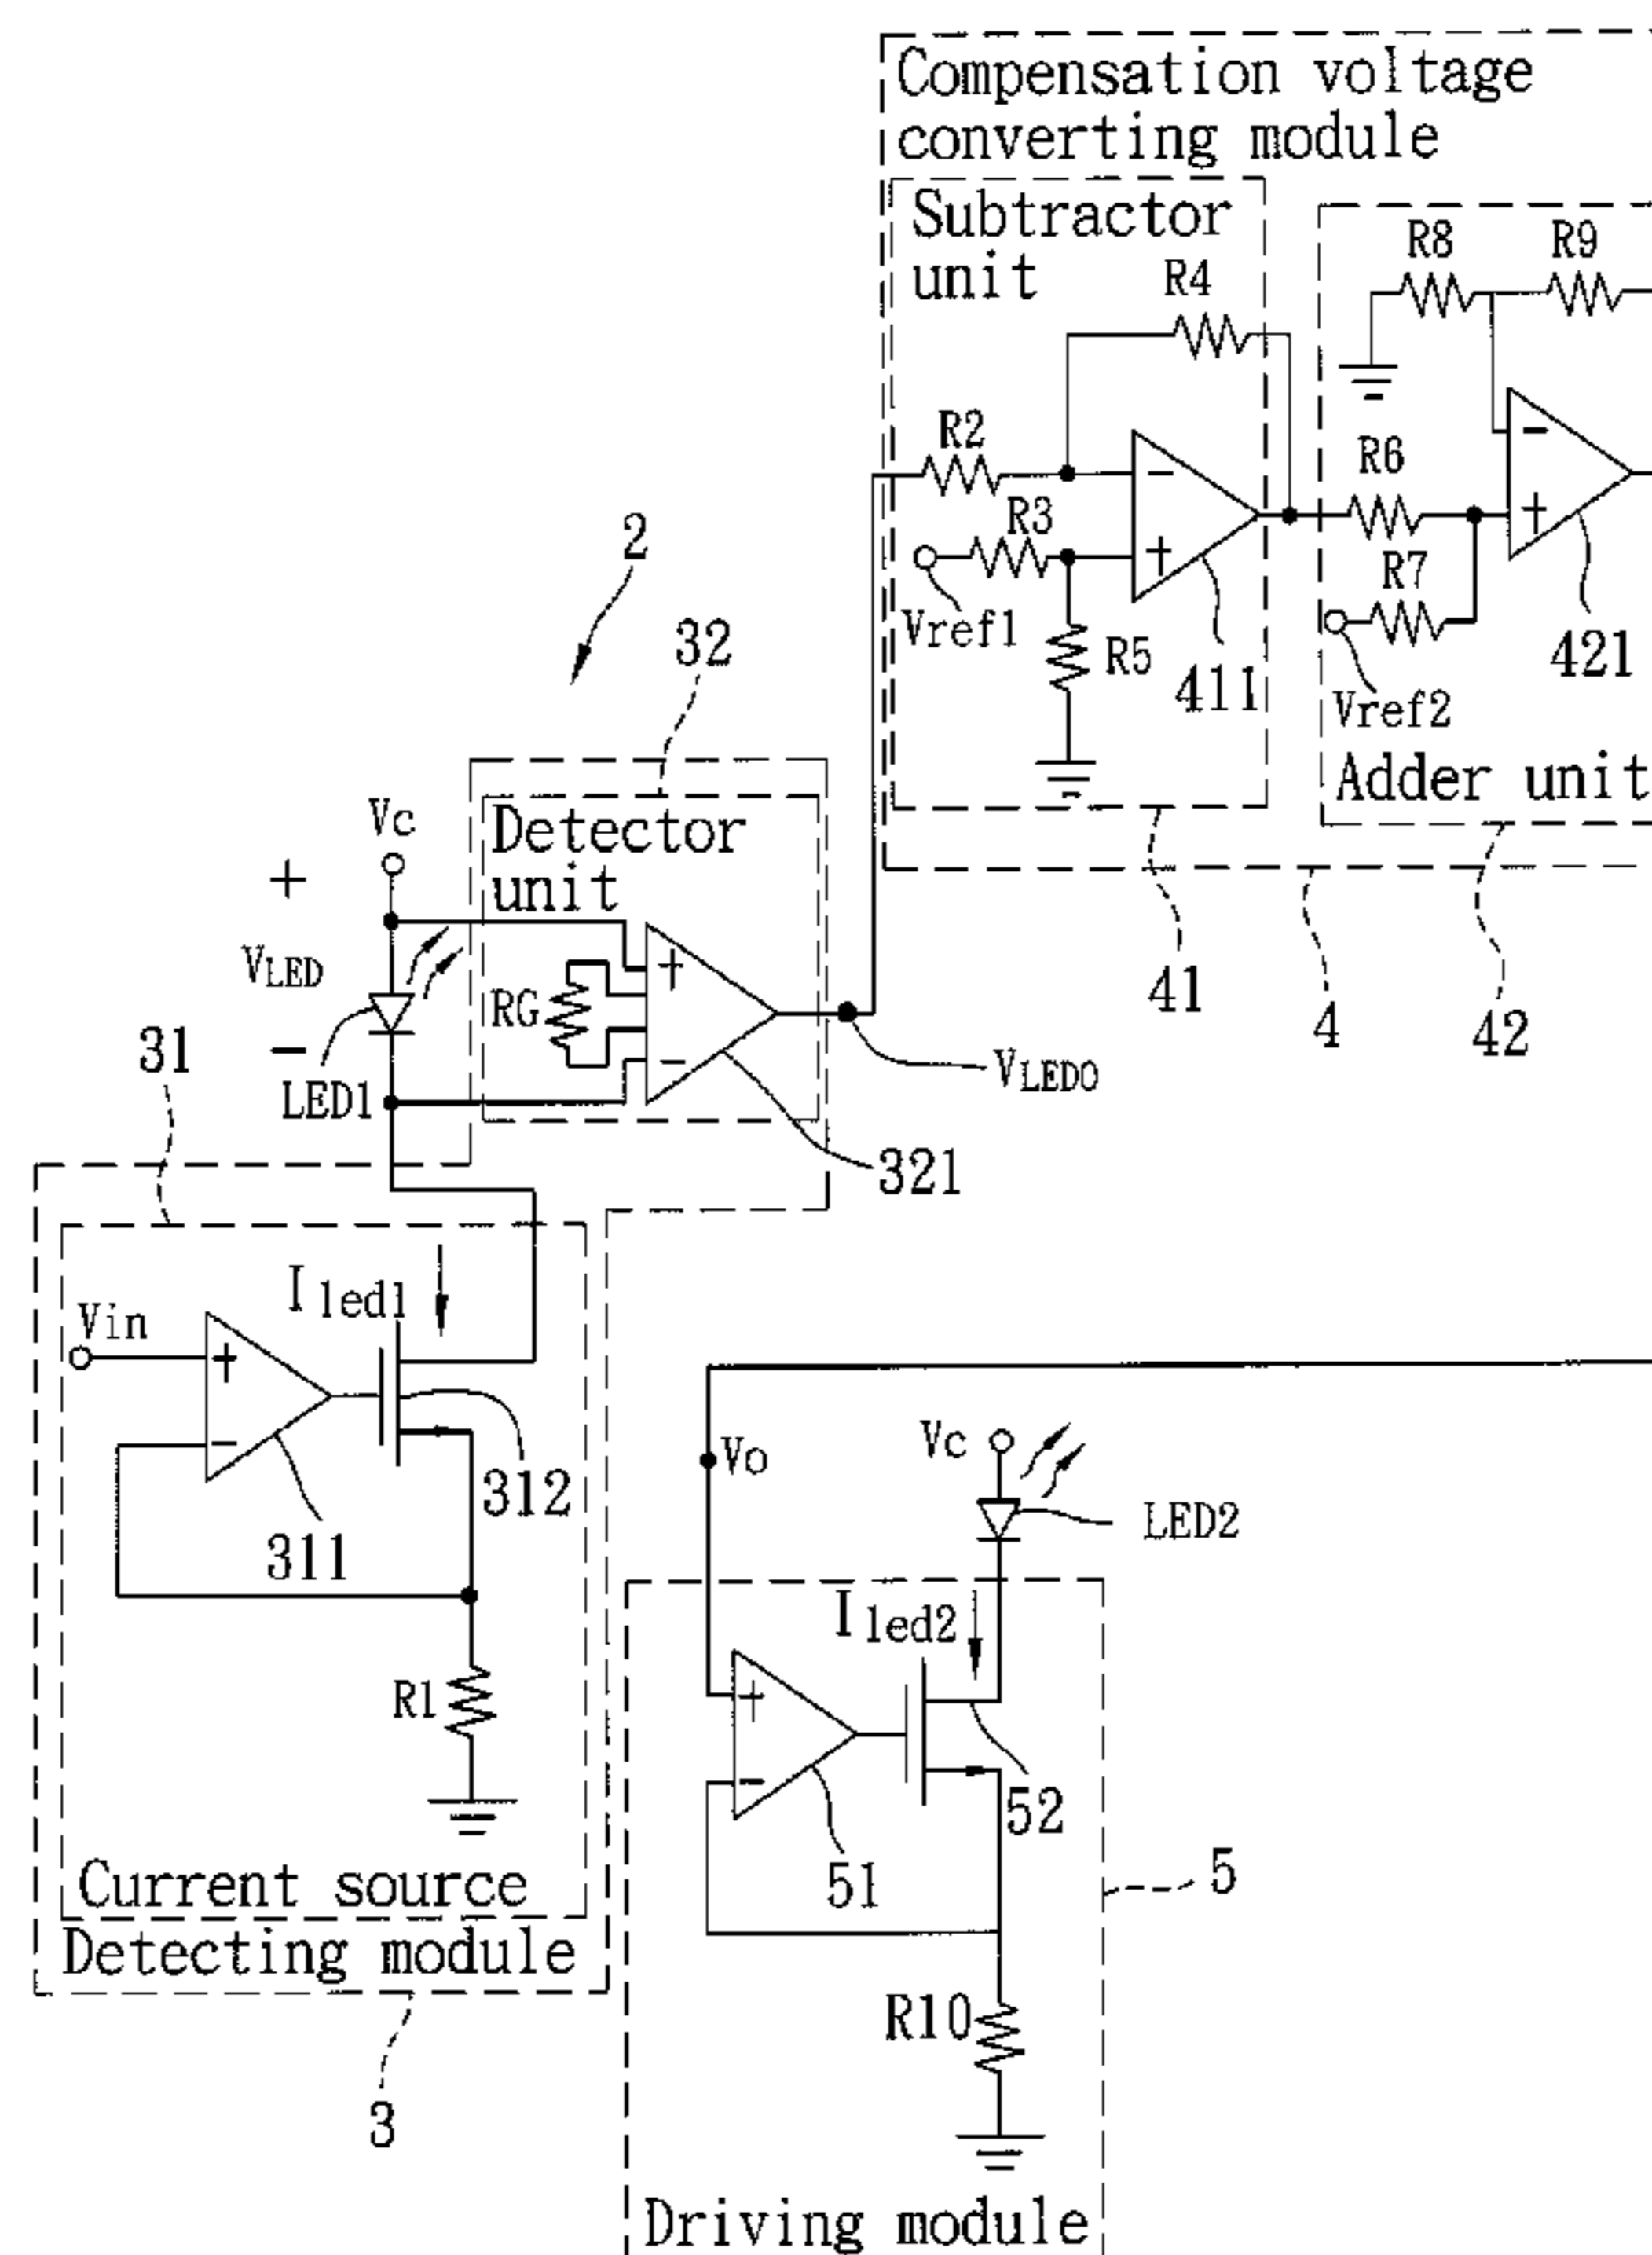 Compensation voltage
converting module
Subtractor
unit
R8
R9
R4
R2
R6
R3
R7
Vref1
R5
411
421
Vref2
Adder unit
2
32
Vc
Detector
unit
+
VLED
-
RG
LED1
31
VLEDO
41
4
42
321
Iled1
Vin
312
311
R1
Current source
Detecting module
3
Vo
Vc
LED2
Iled2
52
51
5
R10
Driving module